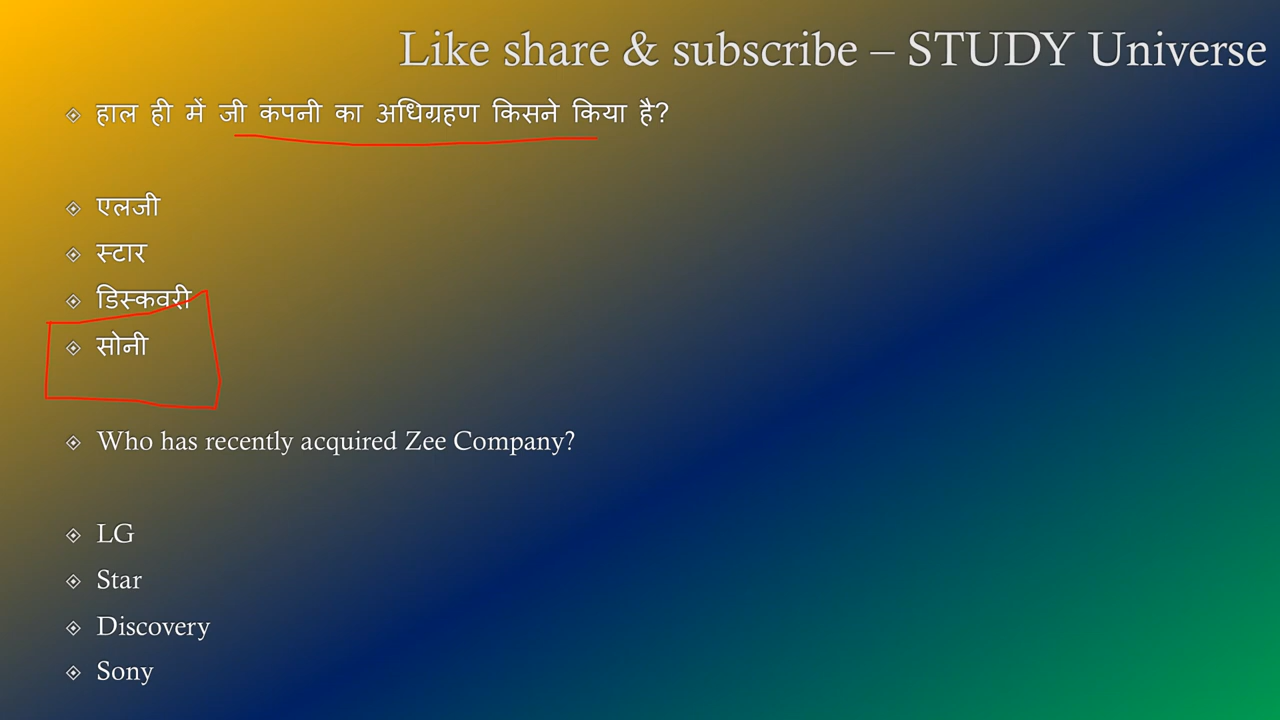 Like share & subscribe – STUDY Universe
हाल ही में जी कंपनी का अधिग्रहण किसने किया है?
एलजी
स्टार
डिस्कवरी
सोनी
Who has recently acquired Zee Company?
LG
Star
Discovery
Sony